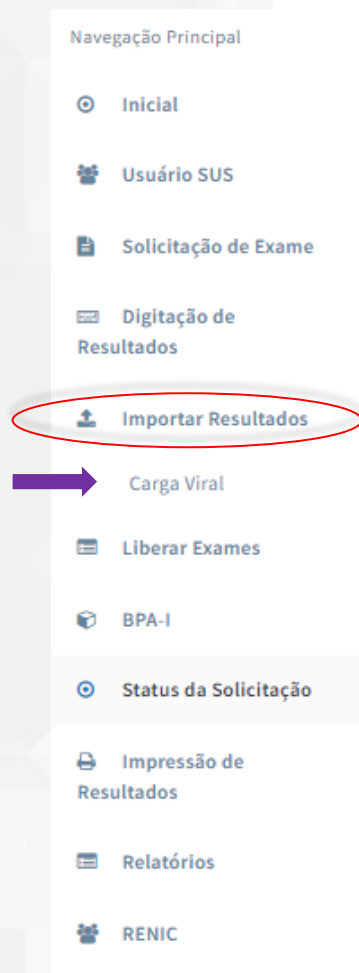 Navegação Principal
Inicial
Usuário SUS
Solicitação de Exame
Digitação de
Resultados
Importar Resultados
Carga Viral
Liberar Exames
BPA-I
Status da Solicitação
Impressão de
Resultados
Relatórios
RENIC